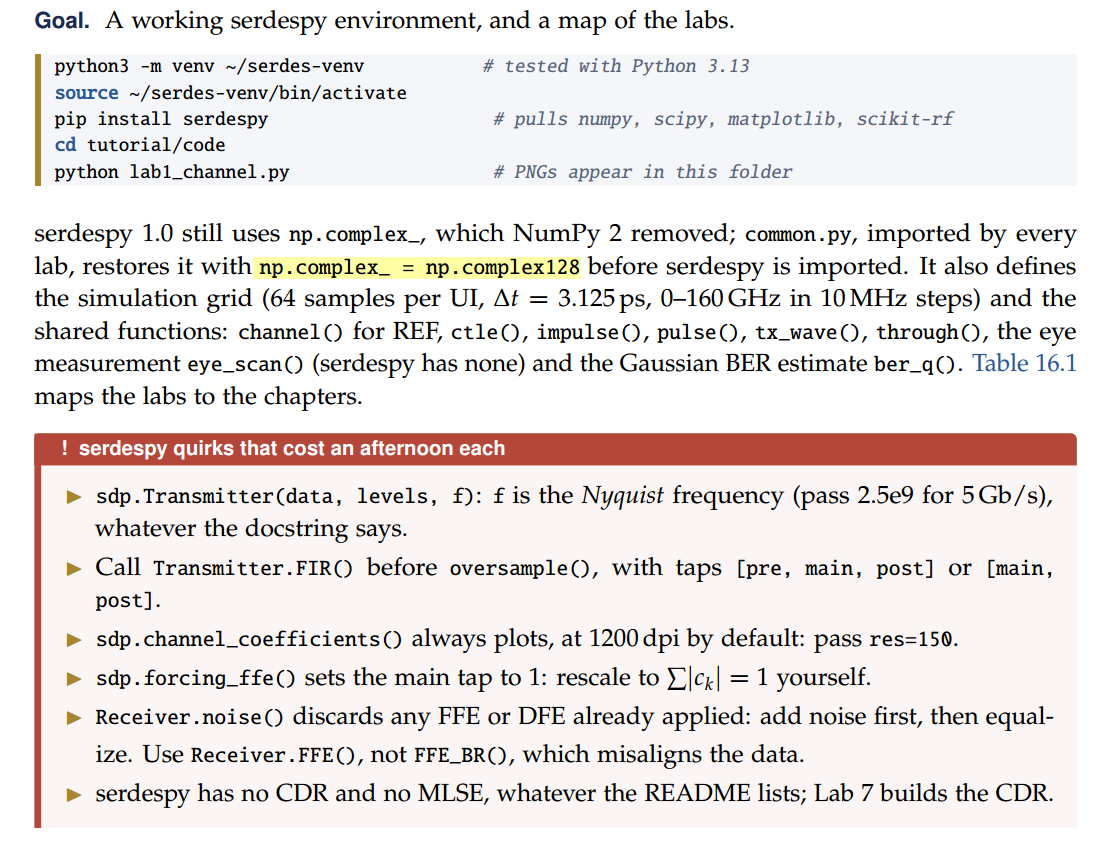 Goal. A working serdespy environment, and a map of the labs.
python3 -m venv ~/serdes-venv # tested with Python 3.13
source ~/serdes-venv/bin/activate
pip install serdespy # pulls numpy, scipy, matplotlib, scikit-rf
cd tutorial/code
python lab1_channel.py # PNGs appear in this folder
serdespy 1.0 still uses np.complex_, which NumPy 2 removed; common.py, imported by every
lab, restores it with np.complex_ = np.complex128 before serdespy is imported. It also defines
the simulation grid (64 samples per UI, Δt = 3.125 ps, 0–160 GHz in 10 MHz steps) and the
shared functions: channel() for REF, ctle(), impulse(), pulse(), tx_wave(), through(), the eye
measurement eye_scan() (serdespy has none) and the Gaussian BER estimate ber_q(). Table 16.1
maps the labs to the chapters.
! serdespy quirks that cost an afternoon each
► sdp.Transmitter(data, levels, f): f is the Nyquist frequency (pass 2.5e9 for 5 Gb/s),
whatever the docstring says.
► Call Transmitter.FIR() before oversample(), with taps [pre, main, post] or [main,
post].
► sdp.channel_coefficients() always plots, at 1200 dpi by default: pass res=150.
► sdp.forcing_ffe() sets the main tap to 1: rescale to ∑|cₖ| = 1 yourself.
► Receiver.noise() discards any FFE or DFE already applied: add noise first, then equal-
ize. Use Receiver.FFE(), not FFE_BR(), which misaligns the data.
► serdespy has no CDR and no MLSE, whatever the README lists; Lab 7 builds the CDR.